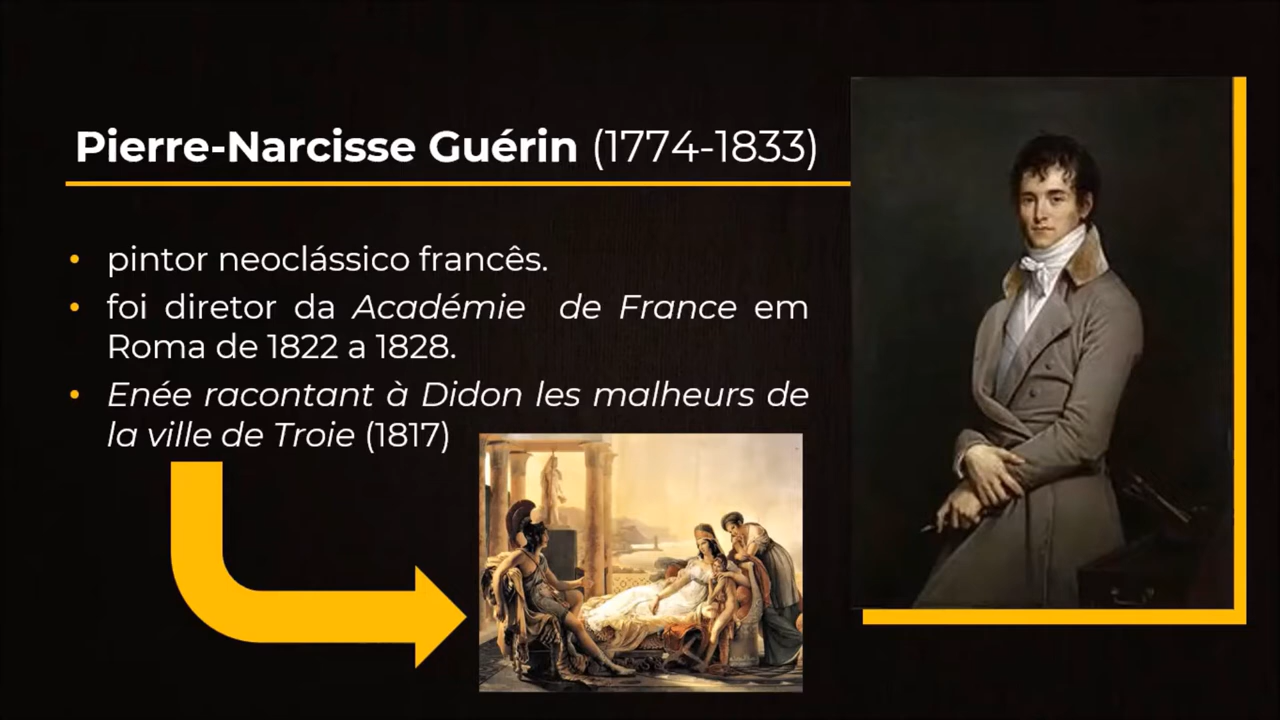 Pierre-Narcisse Guérin (1774-1833)
• pintor neoclássico francês.
• foi diretor da Académie de France em
Roma de 1822 a 1828.
• Enée racontant à Didon les malheurs de
la ville de Troie (1817)